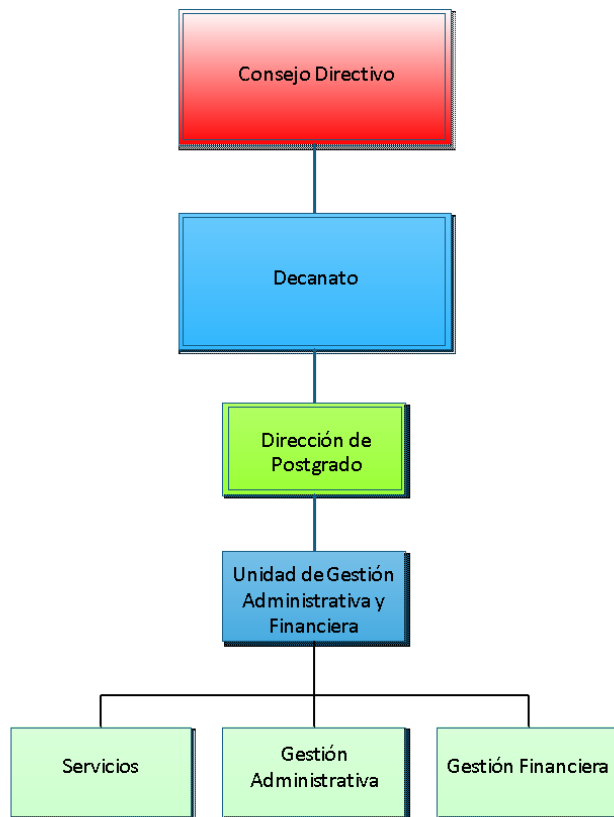 Consejo Directivo
Decanato
Dirección de
Postgrado
Unidad de Gestión
Administrativa y
Financiera
Servicios
Gestión
Administrativa
Gestión Financiera